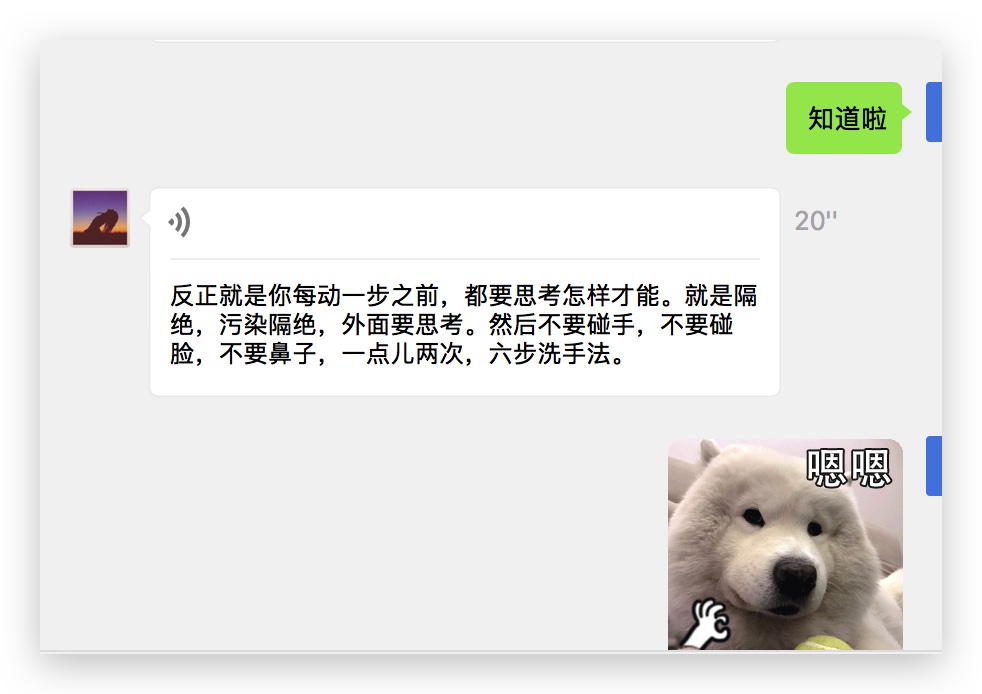 知道啦
20''
反正就是你每动一步之前，都要思考怎样才能。就是隔
绝，污染隔绝，外面要思考。然后不要碰手，不要碰
脸，不要鼻子，一点儿两次，六步洗手法。
嗯嗯